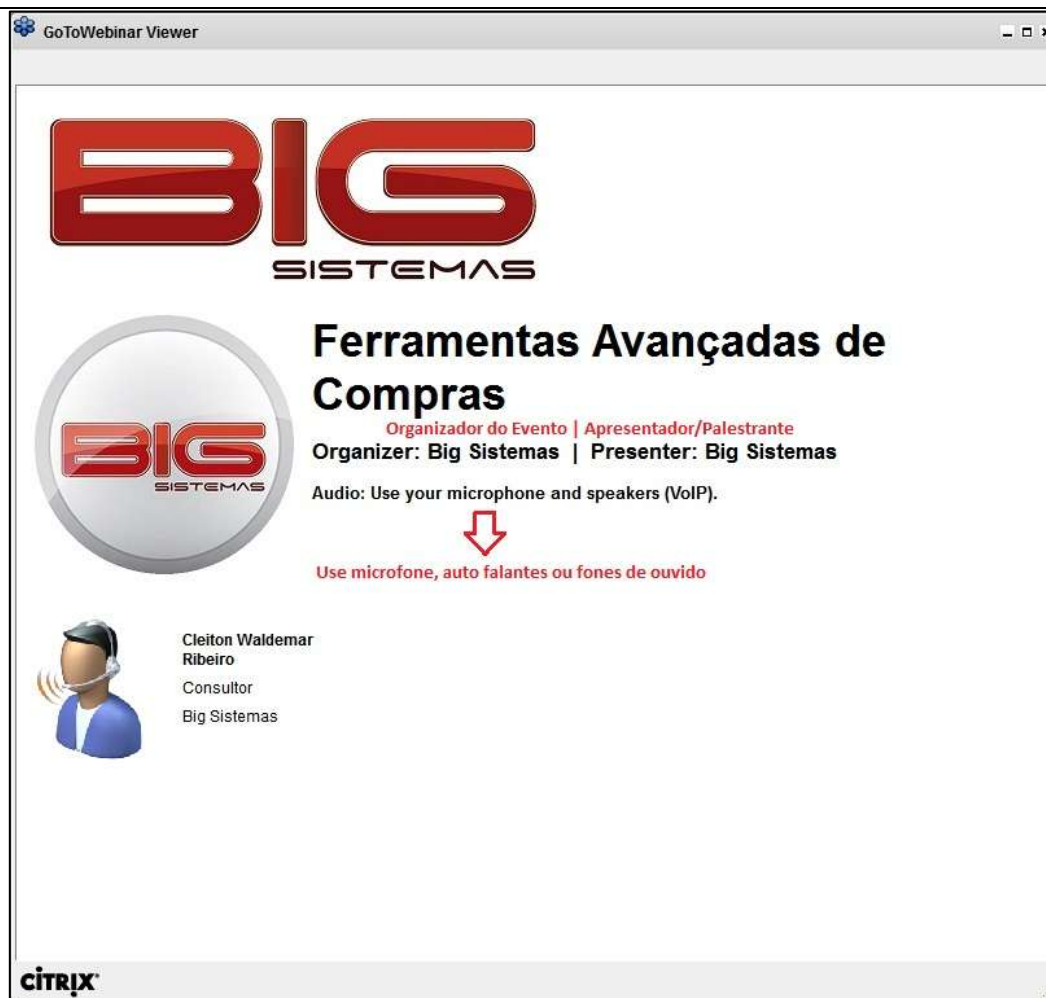 GoToWebinar Viewer
BIG
SISTEMAS
Ferramentas Avançadas de
Compras
BIG
SISTEMAS
Organizador do Evento | Apresentador/Palestrante
Organizer: Big Sistemas | Presenter: Big Sistemas
Audio: Use your microphone and speakers (VoIP).
Use microfone, auto falantes ou fones de ouvido
Cleiton Waldemar
Ribeiro
Consultor
Big Sistemas
CİTRIX®